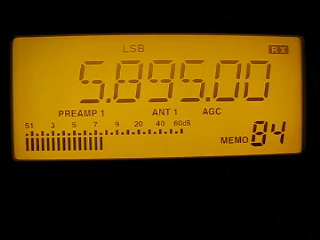 LSB RX
5.895.00
PREAMP 1 ANT 1 AGC
S1 3 5 7 9 20 40 60dB
MEMO 84